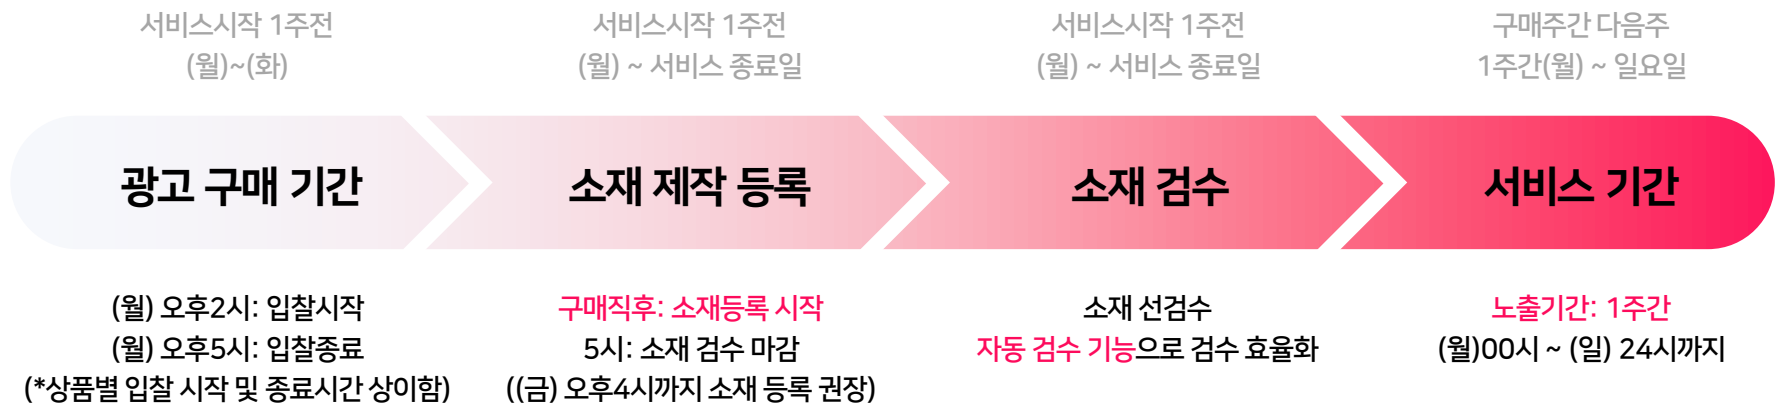 서비스시작 1주전
(월)~(화)
서비스시작 1주전
(월) ~ 서비스 종료일
서비스시작 1주전
(월) ~ 서비스 종료일
구매주간 다음주
1주간(월) ~ 일요일
광고 구매 기간
소재 제작 등록
소재 검수
서비스 기간
(월) 오후2시: 입찰시작
(월) 오후5시: 입찰종료
(*상품별 입찰 시작 및 종료시간 상이함)
구매직후: 소재등록 시작
5시: 소재 검수 마감
((금) 오후4시까지 소재 등록 권장)
소재 선검수
자동 검수 기능으로 검수 효율화
노출기간: 1주간
(월)00시 ~ (일) 24시까지